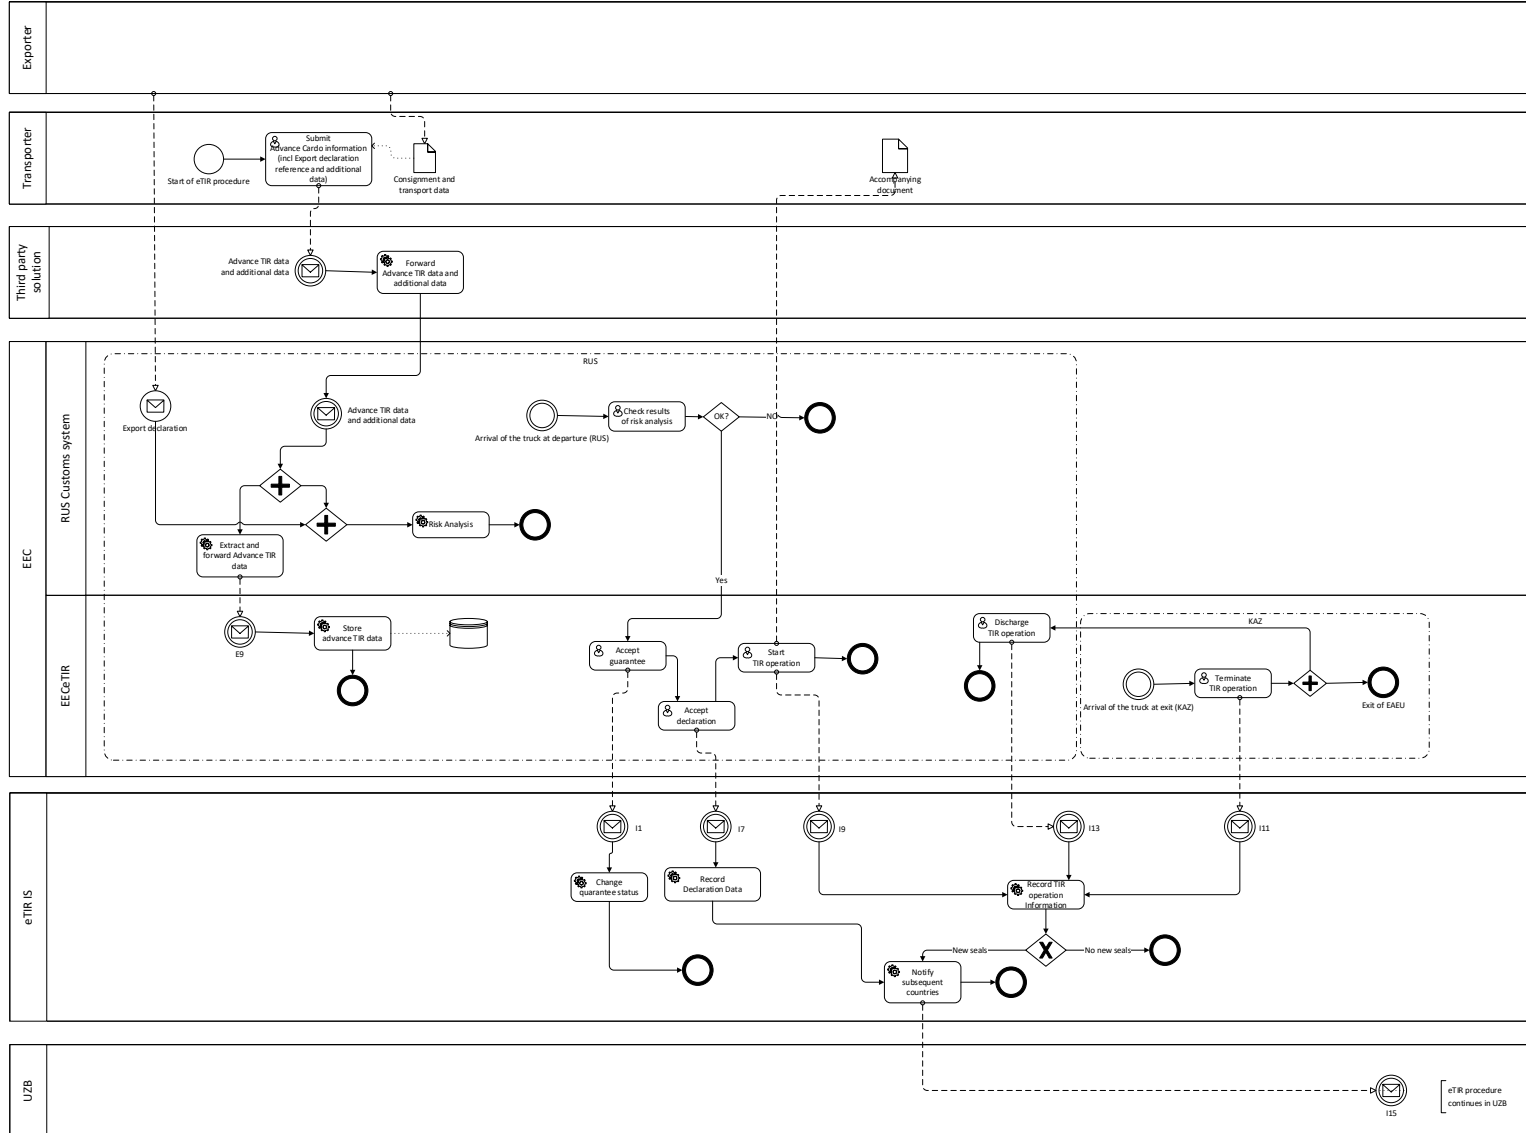 Exporter
Transporter
Start of eTIR procedure
Submit
Advance Cardo information
(incl Export declaration
reference and additional
data)
Consignment and
transport data
Accompanying
document
Third party
solution
Advance TIR data
and additional data
Forward
Advance TIR data and
additional data
EEC
RUS Customs system
RUS
Export declaration
Advance TIR data
and additional data
Arrival of the truck at departure (RUS)
Check results
of risk analysis
OK?
NO
Risk Analysis
Extract and
forward Advance TIR
data
Yes
EECeTIR
E9
Store
advance TIR data
Accept
guarantee
Accept
declaration
Start
TIR operation
Discharge
TIR operation
KAZ
Arrival of the truck at exit (KAZ)
Terminate
TIR operation
Exit of EAEU
eTIR IS
I1
I7
I9
I13
I11
Change
guarantee status
Record
Declaration Data
Record TIR
operation
Information
New seals
No new seals
Notify
subsequent
countries
UZB
I15
eTIR procedure
continues in UZB